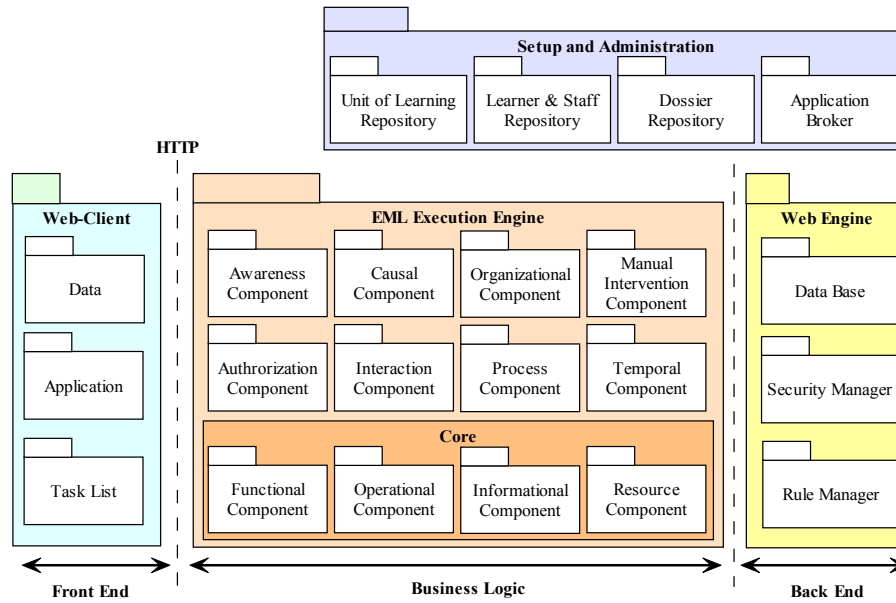 Setup and Administration
Unit of Learning
Repository
Learner & Staff
Repository
Dossier
Repository
Application
Broker
HTTP
Web-Client
Data
Application
Task List
EML Execution Engine
Awareness
Component
Causal
Component
Organizational
Component
Manual
Intervention
Component
Authrorization
Component
Interaction
Component
Process
Component
Temporal
Component
Core
Functional
Component
Operational
Component
Informational
Component
Resource
Component
Web Engine
Data Base
Security Manager
Rule Manager
Front End
Business Logic
Back End